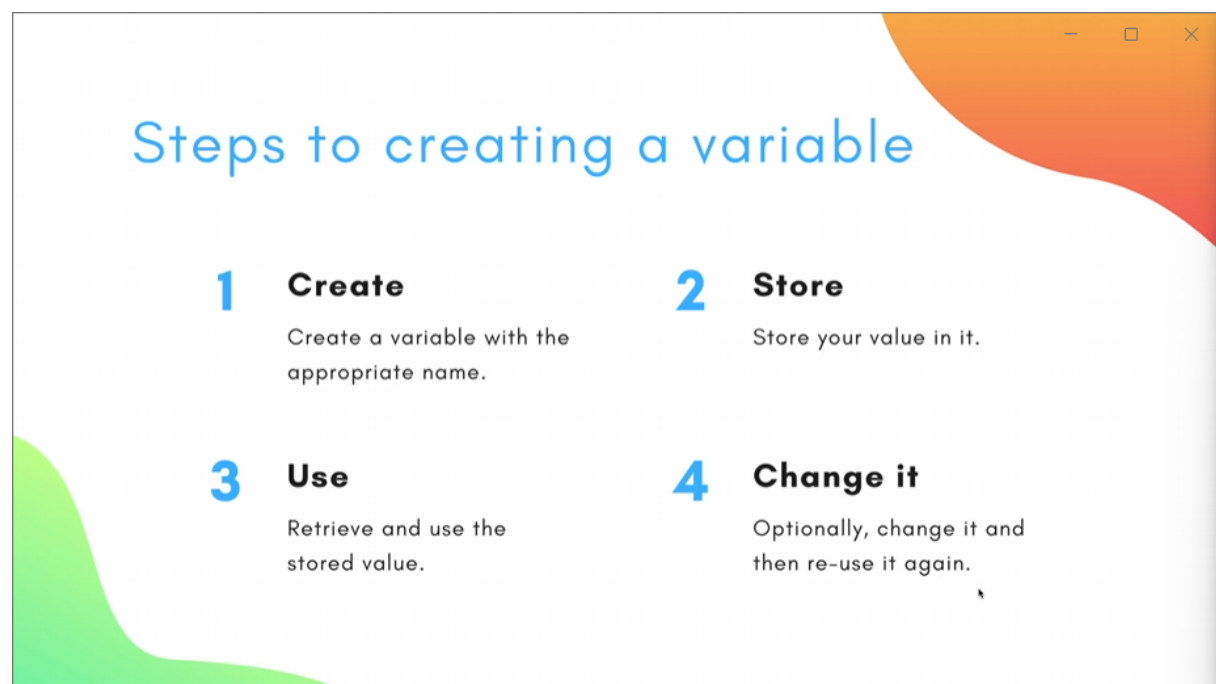 Steps to creating a variable
1
Create
Create a variable with the
appropriate name.
2
Store
Store your value in it.
3
Use
Retrieve and use the
stored value.
4
Change it
Optionally, change it and
then re-use it again.